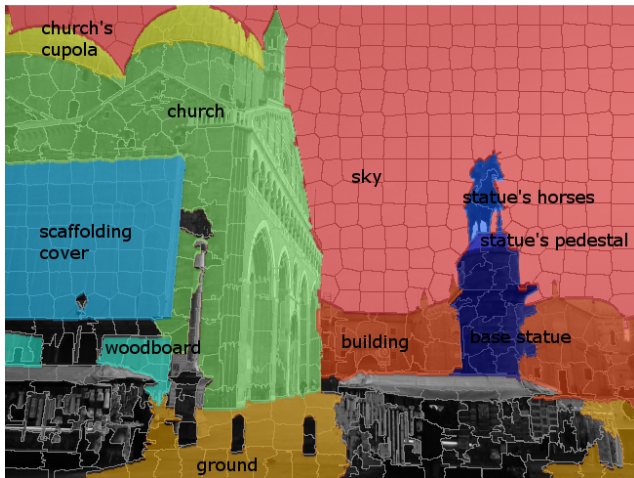 church's
cupola
church
sky
statue's horses
scaffolding
cover
statue's pedestal
woodboard
building
base statue
ground